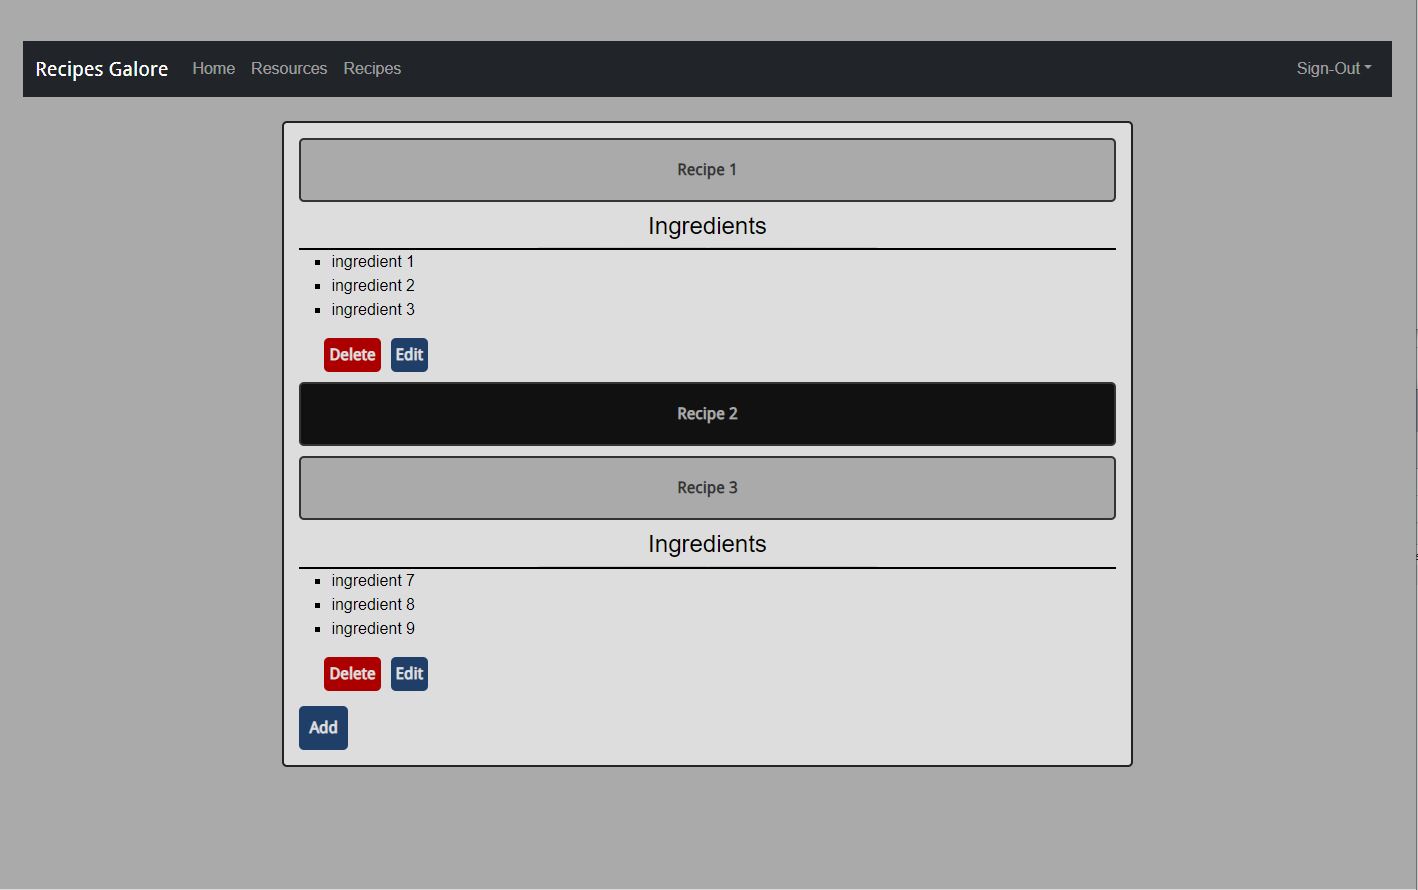 Recipes Galore Home Resources Recipes Sign-Out
Recipe 1
Ingredients
ingredient 1
ingredient 2
ingredient 3
Delete Edit
Recipe 2
Recipe 3
Ingredients
ingredient 7
ingredient 8
ingredient 9
Delete Edit
Add